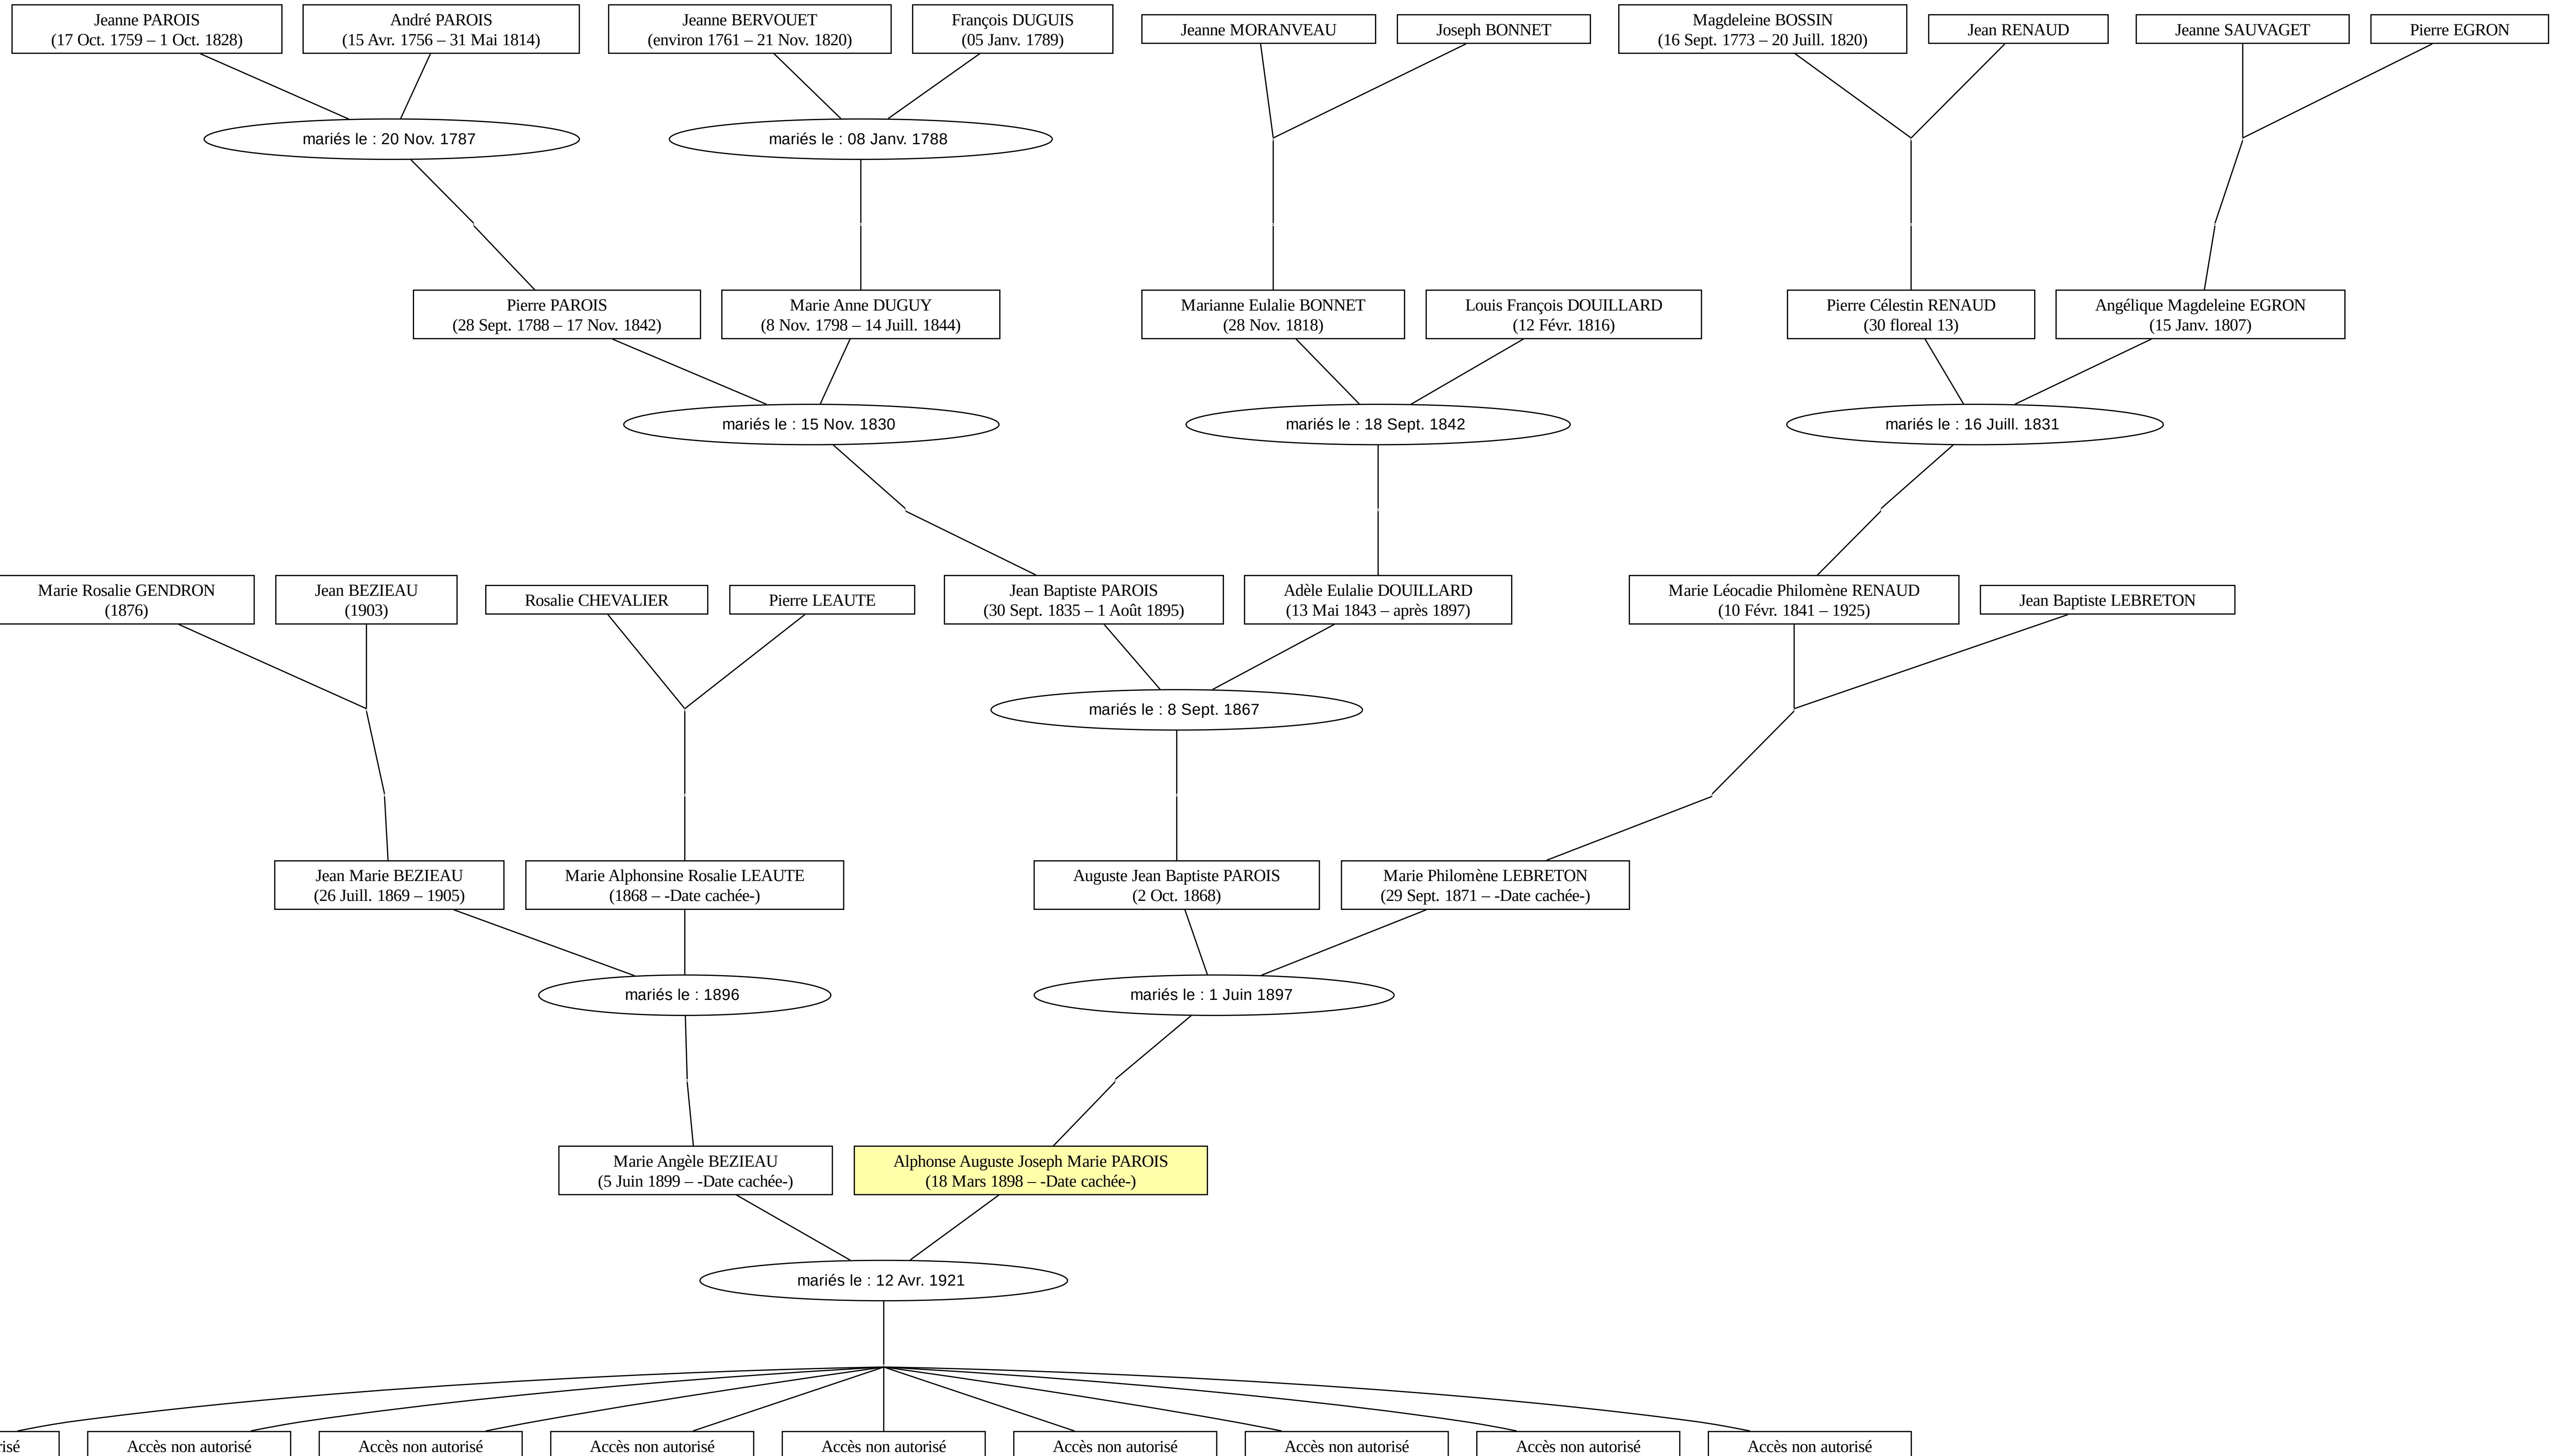 Jeanne PAROIS
(17 Oct. 1759 – 1 Oct. 1828)
André PAROIS
(15 Avr. 1756 – 31 Mai 1814)
Jeanne BERVOUET
(environ 1761 – 21 Nov. 1820)
François DUGUIS
(05 Janv. 1789)
Jeanne MORANVEAU
Joseph BONNET
Magdeleine BOSSIN
(16 Sept. 1773 – 20 Juill. 1820)
Jean RENAUD
Jeanne SAUVAGET
Pierre EGRON
mariés le : 20 Nov. 1787
mariés le : 08 Janv. 1788
Pierre PAROIS
(28 Sept. 1788 – 17 Nov. 1842)
Marie Anne DUGUY
(8 Nov. 1798 – 14 Juill. 1844)
Marianne Eulalie BONNET
(28 Nov. 1818)
Louis François DOUILLARD
(12 Févr. 1816)
Pierre Célestin RENAUD
(30 floreal 13)
Angélique Magdeleine EGRON
(15 Janv. 1807)
mariés le : 15 Nov. 1830
mariés le : 18 Sept. 1842
mariés le : 16 Juill. 1831
Marie Rosalie GENDRON
(1876)
Jean BEZIEAU
(1903)
Rosalie CHEVALIER
Pierre LEAUTE
Jean Baptiste PAROIS
(30 Sept. 1835 – 1 Août 1895)
Adèle Eulalie DOUILLARD
(13 Mai 1843 – après 1897)
Marie Léocadie Philomène RENAUD
(10 Févr. 1841 – 1925)
Jean Baptiste LEBRETON
mariés le : 8 Sept. 1867
Jean Marie BEZIEAU
(26 Juill. 1869 – 1905)
Marie Alphonsine Rosalie LEAUTE
(1868 – -Date cachée-)
Auguste Jean Baptiste PAROIS
(2 Oct. 1868)
Marie Philomène LEBRETON
(29 Sept. 1871 – -Date cachée-)
mariés le : 1896
mariés le : 1 Juin 1897
Marie Angèle BEZIEAU
(5 Juin 1899 – -Date cachée-)
Alphonse Auguste Joseph Marie PAROIS
(18 Mars 1898 – -Date cachée-)
mariés le : 12 Avr. 1921
risé
Accès non autorisé
Accès non autorisé
Accès non autorisé
Accès non autorisé
Accès non autorisé
Accès non autorisé
Accès non autorisé
Accès non autorisé